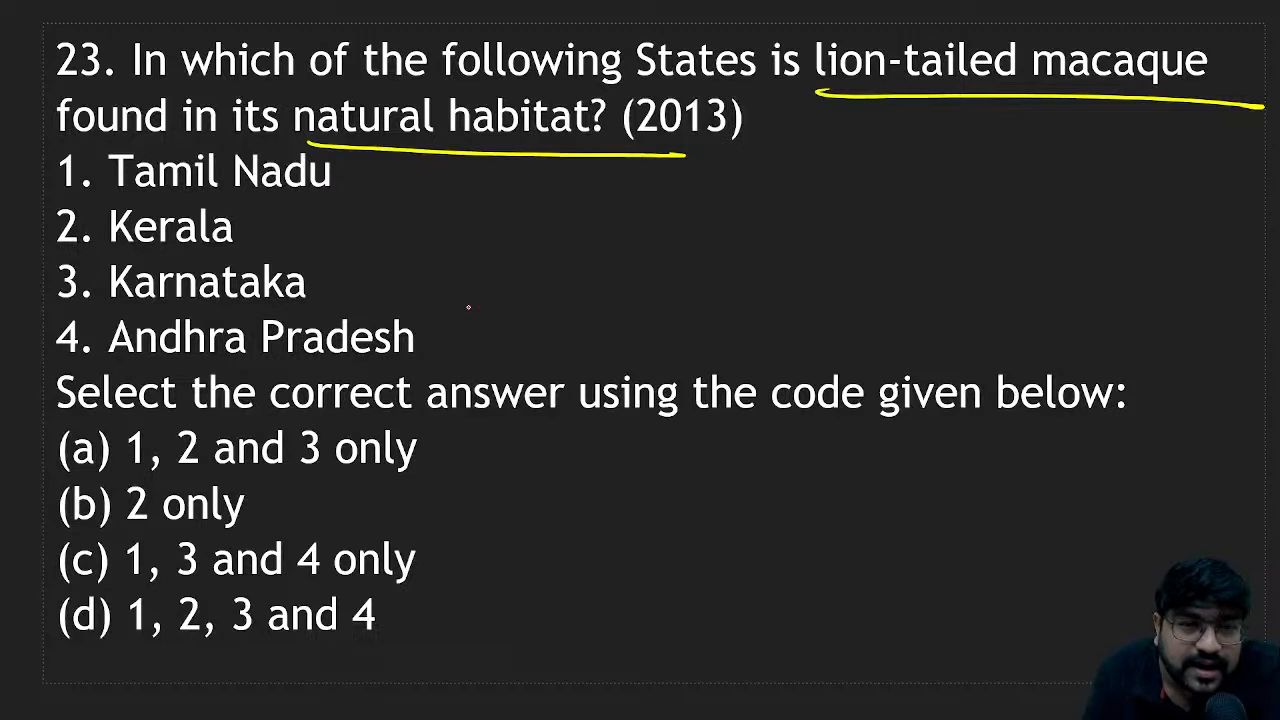 23. In which of the following States is lion-tailed macaque
found in its natural habitat? (2013)
1. Tamil Nadu
2. Kerala
3. Karnataka
4. Andhra Pradesh
Select the correct answer using the code given below:
(a) 1, 2 and 3 only
(b) 2 only
(c) 1, 3 and 4 only
(d) 1, 2, 3 and 4